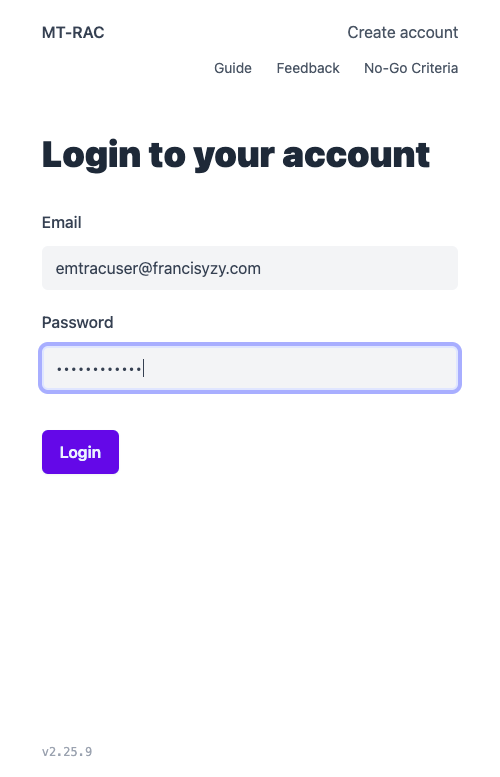 MT-RAC Create account
Guide Feedback No-Go Criteria
Login to your account
Email
emtracuser@francisyzy.com
Password
••••••••••••
Login
v2.25.9